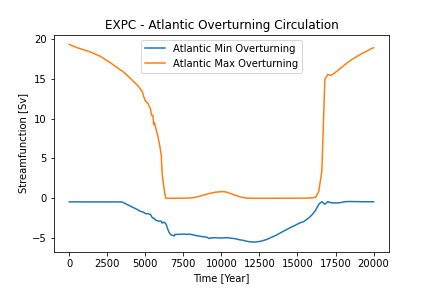 EXPC - Atlantic Overturning Circulation
Atlantic Min Overturning
Atlantic Max Overturning
Streamfunction [Sv]
20
15
10
5
0
−5
0 2500 5000 7500 10000 12500 15000 17500 20000
Time [Year]